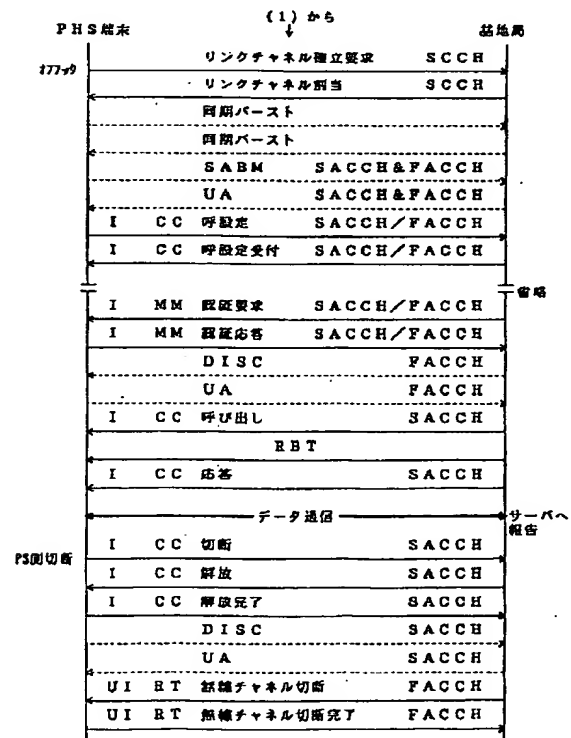 (1)から
PHS端末 基地局
オフフック リンクチャネル確立要求 SCCH
リンクチャネル割当 SCCH
同期バースト
同期バースト
SABM SACCH&FACCH
UA SACCH&FACCH
I CC 呼設定 SACCH/FACCH
I CC 呼設定受付 SACCH/FACCH
省略
I MM 認証要求 SACCH/FACCH
I MM 認証応答 SACCH/FACCH
DISC FACCH
UA FACCH
I CC 呼び出し SACCH
RBT
I CC 応答 SACCH
データ通信 サーバへ
報告
PS側切断 I CC 切断 SACCH
I CC 解放 SACCH
I CC 解放完了 SACCH
DISC SACCH
UA SACCH
UI RT 無線チャネル切断 FACCH
UI RT 無線チャネル切断完了 FACCH